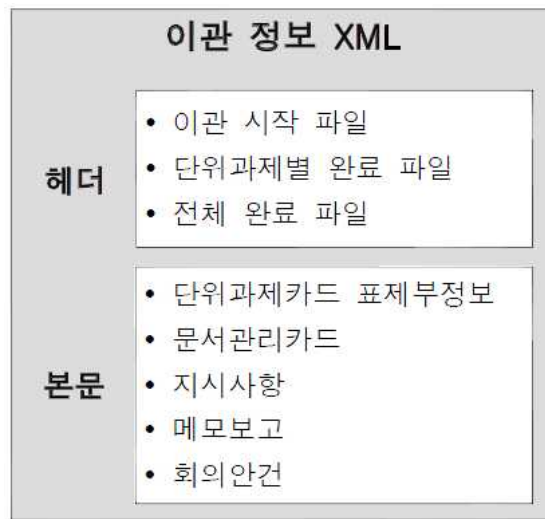 이관 정보 XML
헤더
• 이관 시작 파일
• 단위과제별 완료 파일
• 전체 완료 파일
본문
• 단위과제카드 표제부정보
• 문서관리카드
• 지시사항
• 메모보고
• 회의안건